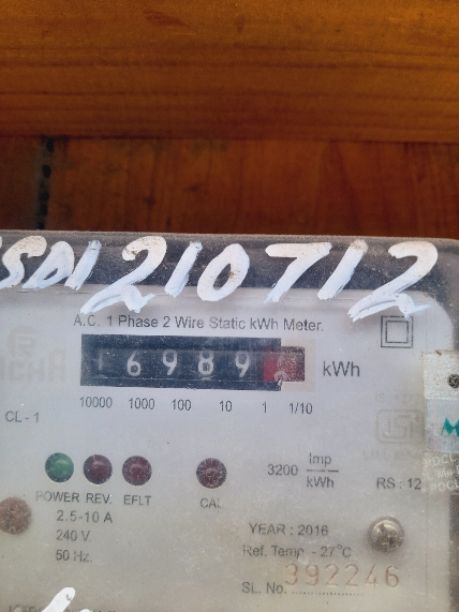 SDI210712
A.C. 1 Phase 2 Wire Static kWh Meter.
16989 kWh
10000 1000 100 10 1 1/10
CL - 1
3200 Imp/kWh
RS : 12
POWER REV. EFLT CAL
2.5-10 A
240 V.
50 Hz.
YEAR : 2016
Ref. Temp. - 27°C
SL. No. 392246